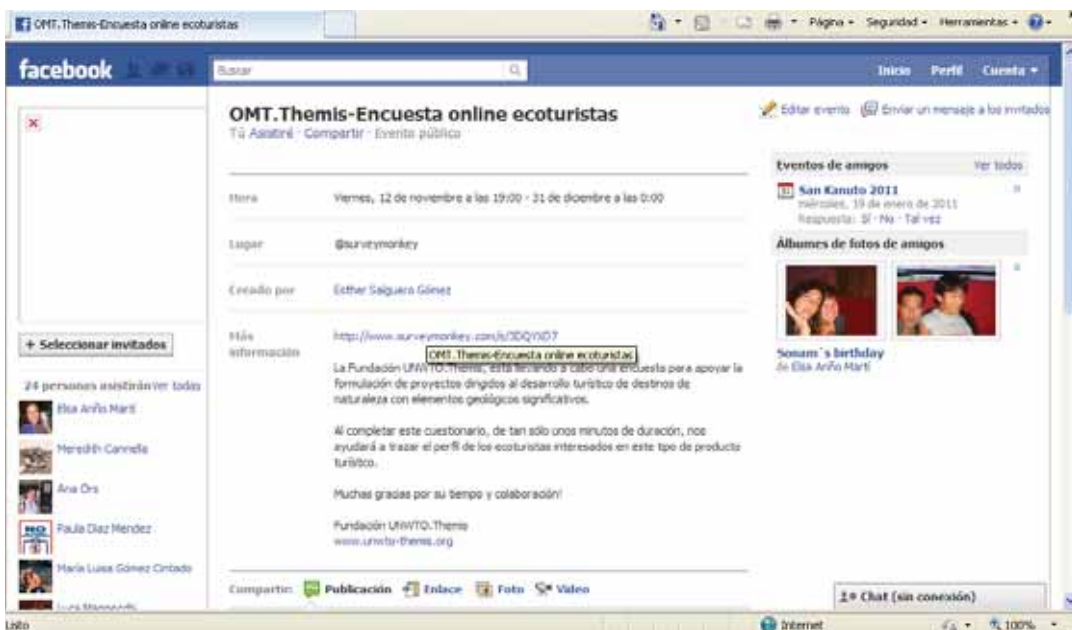 OMT.Themis-Encuesta online ecoturistas
Página
Seguridad
Herramientas
facebook
Buscar
Inicio Perfil Cuenta
OMT.Themis-Encuesta online ecoturistas
Tú Asistiré · Compartir · Evento público
Editar evento Enviar un mensaje a los invitados
Hora Viernes, 12 de noviembre a las 19:00 - 31 de diciembre a las 0:00
Lugar @surveymonkey
Creado por Esther Salguero Gómez
Más información
OMT.Themis-Encuesta online ecoturistas
La Fundación UNWTO.Themis, está llevando a cabo una encuesta para apoyar la
formulación de proyectos dirigidos al desarrollo turístico de destinos de
naturaleza con elementos geológicos significativos.
Al completar este cuestionario, de tan sólo unos minutos de duración, nos
ayudará a trazar el perfil de los ecoturistas interesados en este tipo de producto
turístico.
Muchas gracias por su tiempo y colaboración!
Fundación UNWTO.Themis
www.unwto-themis.org
Compartir: Publicación Enlace Foto Vídeo
+ Seleccionar invitados
24 personas asistirán Ver todas
Elsa Ariño Martí
Meredith Cannella
Ana Ors
Paula Díaz Mendez
María Luisa Gómez Cintado
Eventos de amigos Ver todos
San Kanuto 2011
miércoles, 19 de enero de 2011
Respuesta: Sí · No · Tal vez
Álbumes de fotos de amigos
Sonam`s birthday
de Elsa Ariño Martí
Chat (sin conexión)
Listo
Internet
100%